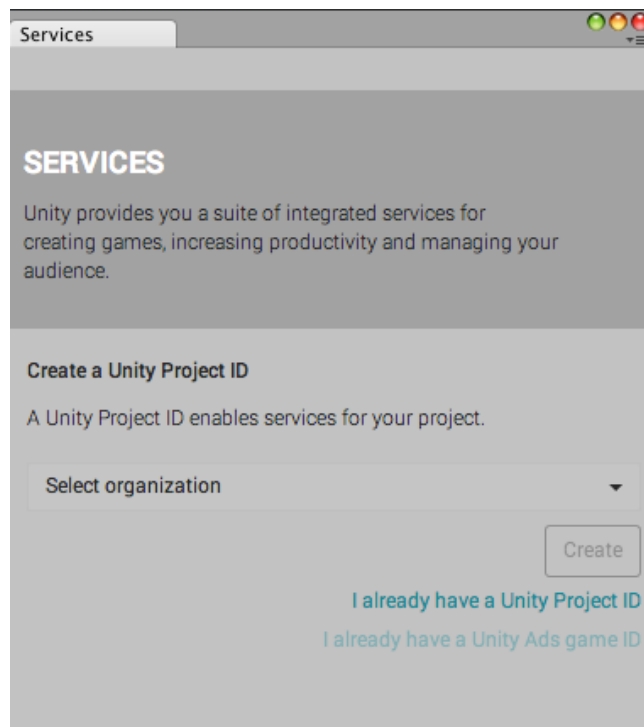 Services
SERVICES
Unity provides you a suite of integrated services for
creating games, increasing productivity and managing your
audience.
Create a Unity Project ID
A Unity Project ID enables services for your project.
Select organization
Create
I already have a Unity Project ID
I already have a Unity Ads game ID